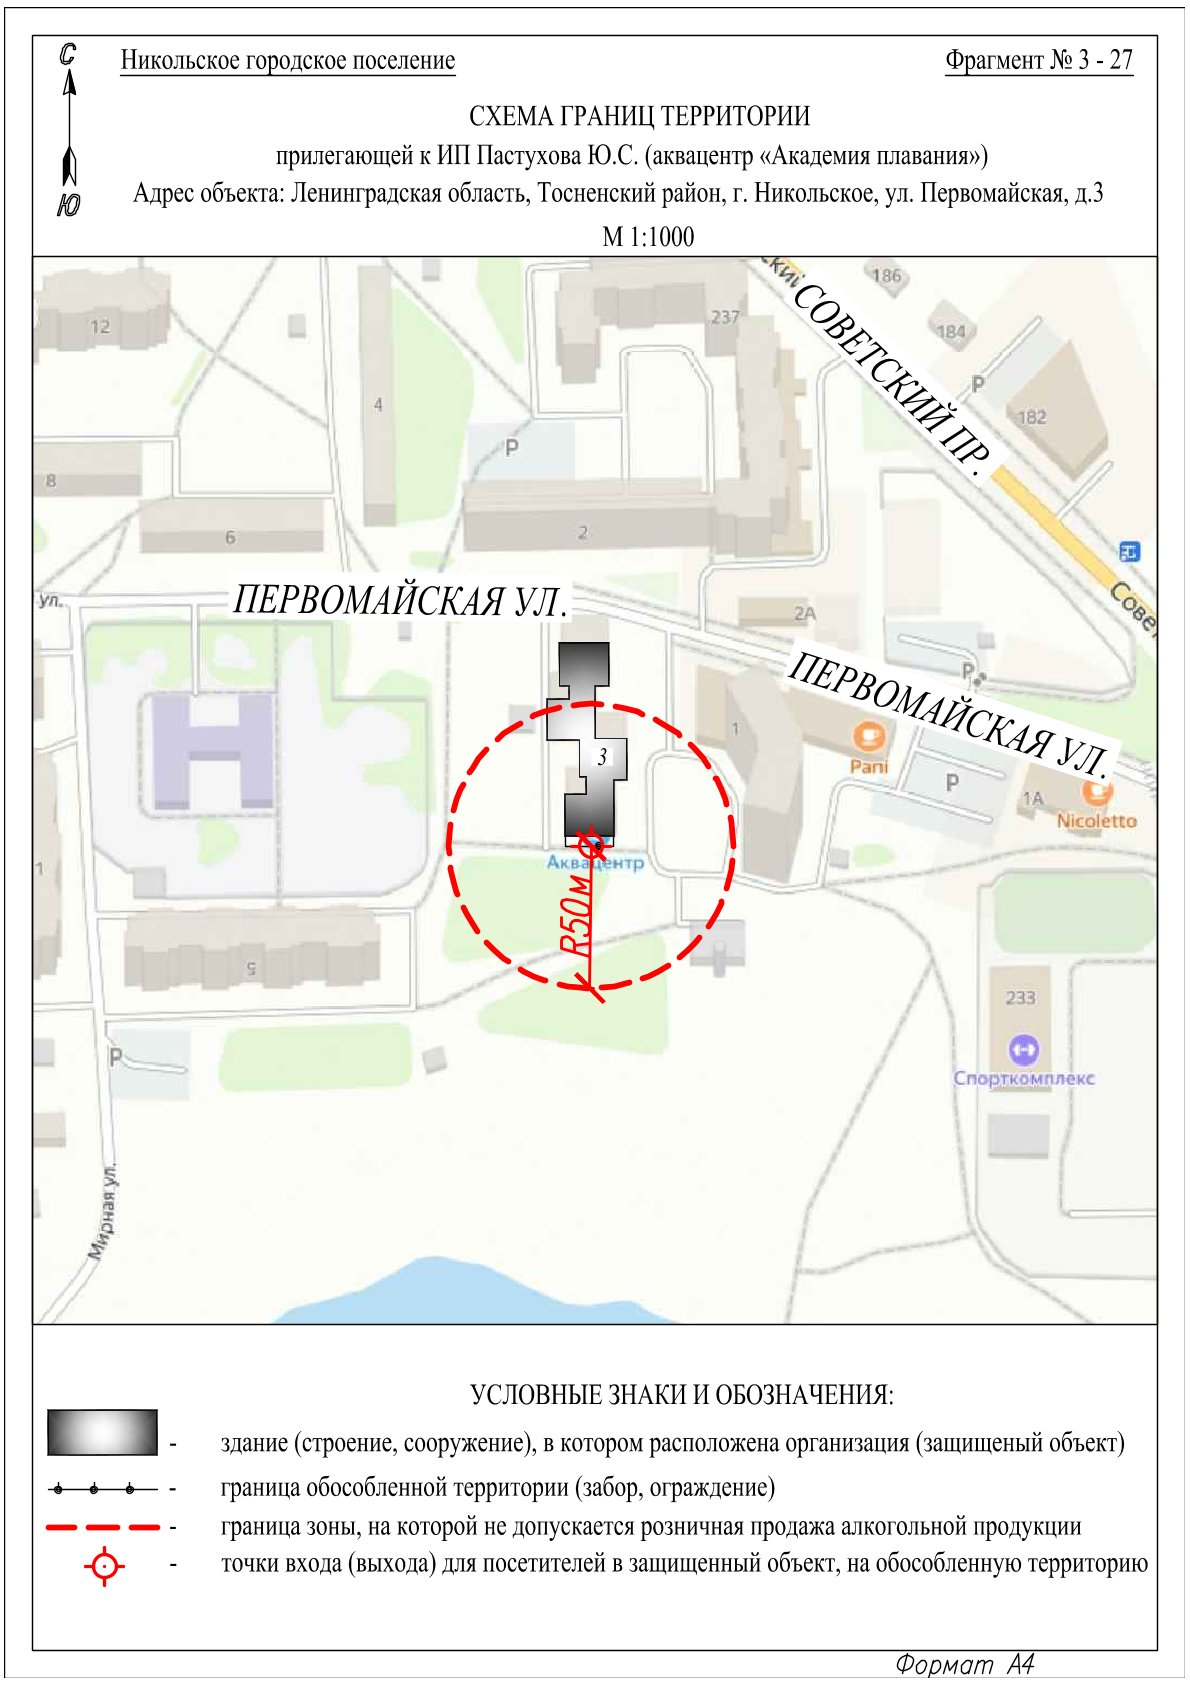 С
Никольское городское поселение
Фрагмент № 3 - 27
СХЕМА ГРАНИЦ ТЕРРИТОРИИ
прилегающей к ИП Пастухова Ю.С. (аквацентр «Академия плавания»)
Адрес объекта: Ленинградская область, Тосненский район, г. Никольское, ул. Первомайская, д.3
Ю
М 1:1000
ский
186
12
237
СОВЕТСКИЙ ПР.
184
P
4
182
P
8
6
2
ул.
ПЕРВОМАЙСКАЯ УЛ.
Совет
2А
P
ПЕРВОМАЙСКАЯ УЛ.
1
3
Pani
P
1А
Nicoletto
1
Аквацентр
R50м
5
233
P
Спорткомплекс
Мирная ул.
УСЛОВНЫЕ ЗНАКИ И ОБОЗНАЧЕНИЯ:
- здание (строение, сооружение), в котором расположена организация (защищеный объект)
- граница обособленной территории (забор, ограждение)
- граница зоны, на которой не допускается розничная продажа алкогольной продукции
- точки входа (выхода) для посетителей в защищенный объект, на обособленную территорию
Формат А4